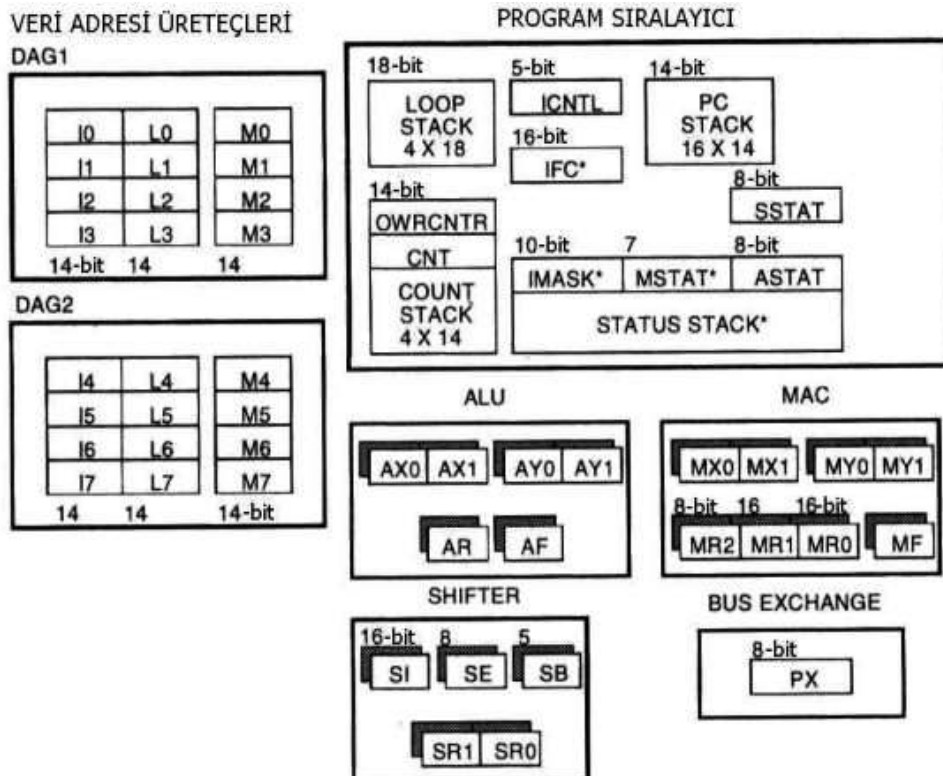 VERİ ADRESİ ÜRETEÇLERİ
DAG1
I0 L0 M0
I1 L1 M1
I2 L2 M2
I3 L3 M3
14-bit 14 14
DAG2
I4 L4 M4
I5 L5 M5
I6 L6 M6
I7 L7 M7
14 14 14-bit
PROGRAM SIRALAYICI
18-bit
LOOP
STACK
4 X 18
5-bit
ICNTL
16-bit
IFC*
14-bit
PC
STACK
16 X 14
8-bit
SSTAT
14-bit
OWRCNTR
CNT
COUNT
STACK
4 X 14
10-bit 7 8-bit
IMASK* MSTAT* ASTAT
STATUS STACK*
ALU
AX0 AX1 AY0 AY1
AR AF
MAC
MX0 MX1 MY0 MY1
8-bit 16 16-bit
MR2 MR1 MR0 MF
SHIFTER
16-bit 8 5
SI SE SB
SR1 SR0
BUS EXCHANGE
8-bit
PX